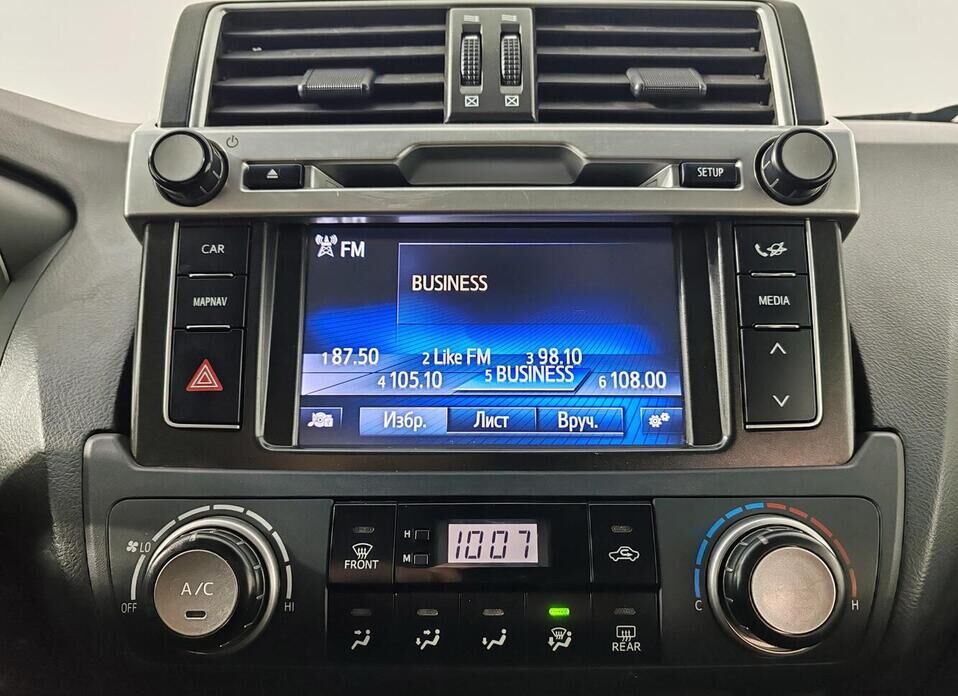 SETUP
CAR
FM
BUSINESS
MAPNAV
MEDIA
1 87.50 2 Like FM 3 98.10
4 105.10 5 BUSINESS 6 108.00
Избр. Лист Вруч.
LO
OFF
A/C
HI
FRONT
H
M
1007
REAR
C
H